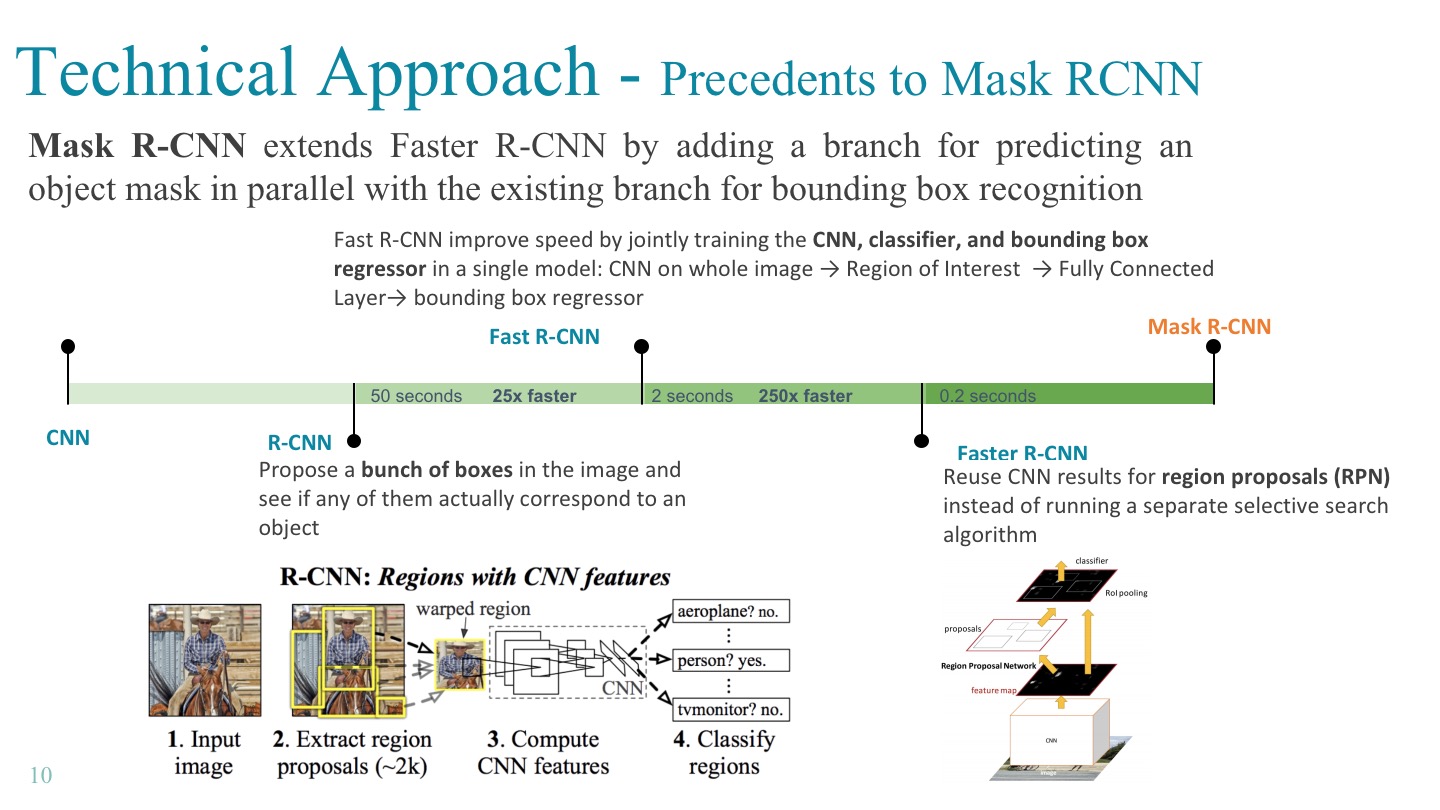 Technical Approach - Precedents to Mask RCNN
Mask R-CNN extends Faster R-CNN by adding a branch for predicting an
object mask in parallel with the existing branch for bounding box recognition
Fast R-CNN improve speed by jointly training the CNN, classifier, and bounding box
regressor in a single model: CNN on whole image → Region of Interest → Fully Connected
Layer→ bounding box regressor
Mask R-CNN
Fast R-CNN
50 seconds 25x faster 2 seconds 250x faster 0.2 seconds
CNN
R-CNN
Propose a bunch of boxes in the image and
see if any of them actually correspond to an
object
Faster R-CNN
Reuse CNN results for region proposals (RPN)
instead of running a separate selective search
algorithm
R-CNN: Regions with CNN features
warped region
aeroplane? no.
⋮
person? yes.
⋮
tvmonitor? no.
CNN
1. Input
image
2. Extract region
proposals (~2k)
3. Compute
CNN features
4. Classify
regions
classifier
RoI pooling
proposals
Region Proposal Network
feature map
CNN
image
10